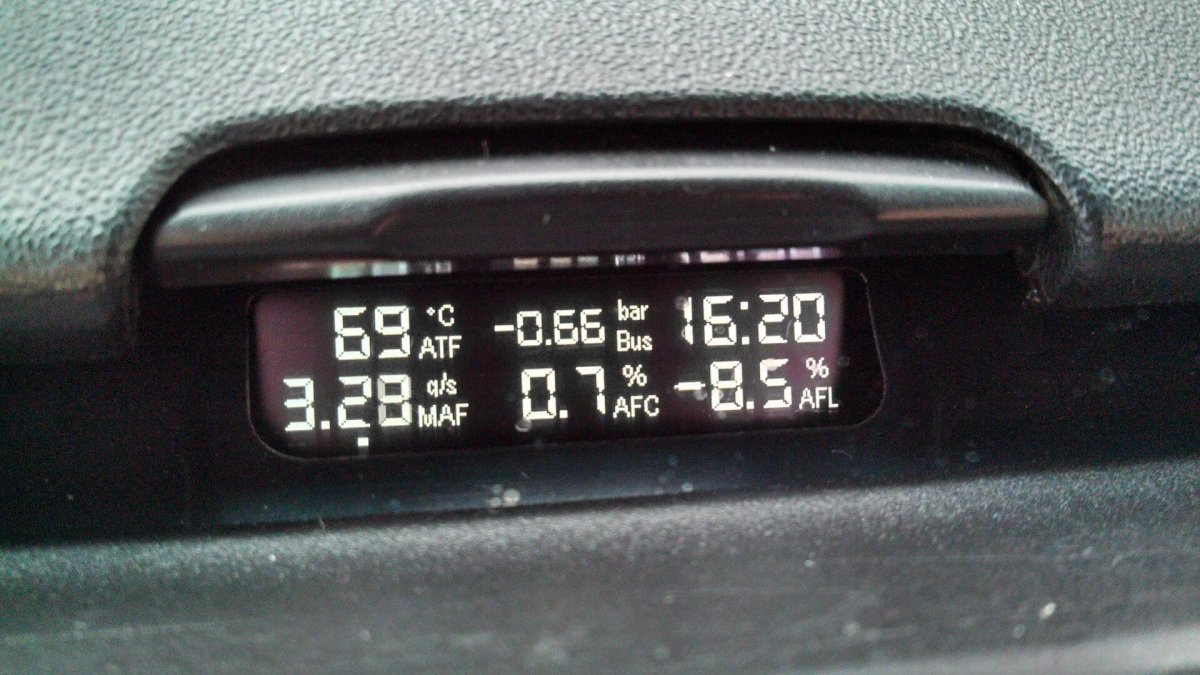 69 °C ATF -0.66 bar Bus 16:20
3.28 g/s MAF 0.7 % AFC -8.5 % AFL